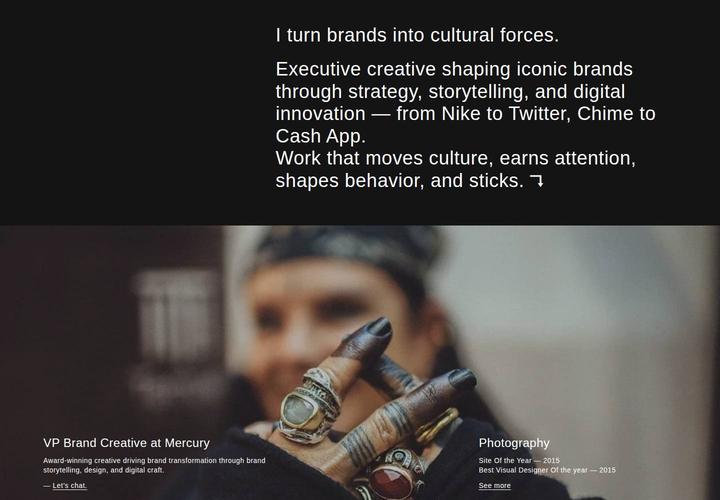 I turn brands into cultural forces.
Executive creative shaping iconic brands
through strategy, storytelling, and digital
innovation — from Nike to Twitter, Chime to
Cash App.
Work that moves culture, earns attention,
shapes behavior, and sticks. ⮧
VP Brand Creative at Mercury
Award-winning creative driving brand transformation through brand
storytelling, design, and digital craft.
— Let's chat.
Photography
Site Of the Year — 2015
Best Visual Designer Of the year — 2015
See more